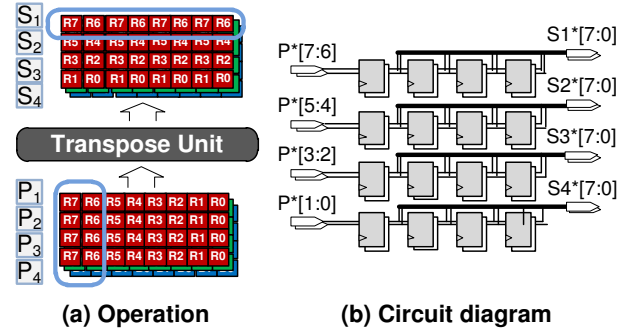 S1 R7 R6 R7 R6 R7 R6 R7 R6
S2 R5 R4 R5 R4 R5 R4 R5 R4
S3 R3 R2 R3 R2 R3 R2 R3 R2
S4 R1 R0 R1 R0 R1 R0 R1 R0
Transpose Unit
P1 R7 R6 R5 R4 R3 R2 R1 R0
P2 R7 R6 R5 R4 R3 R2 R1 R0
P3 R7 R6 R5 R4 R3 R2 R1 R0
P4 R7 R6 R5 R4 R3 R2 R1 R0
(a) Operation
S1*[7:0]
P*[7:6]
S2*[7:0]
P*[5:4]
S3*[7:0]
P*[3:2]
S4*[7:0]
P*[1:0]
(b) Circuit diagram